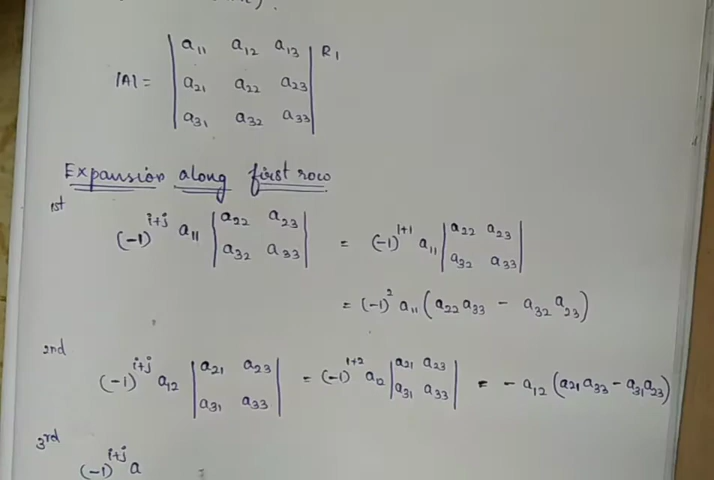 |A| = | a11 a12 a13 | R1
| a21 a22 a23 |
| a31 a32 a33 |
Expansion along first row
1st
(-1)^i+j a11 | a22 a23 | = (-1)^1+1 a11 | a22 a23 |
| a32 a33 | | a32 a33 |
= (-1)^2 a11 (a22 a33 - a32 a23)
2nd
(-1)^i+j a12 | a21 a23 | = (-1)^1+2 a12 | a21 a23 | = - a12 (a21 a33 - a31 a23)
| a31 a33 | | a31 a33 |
3rd
(-1)^i+j a